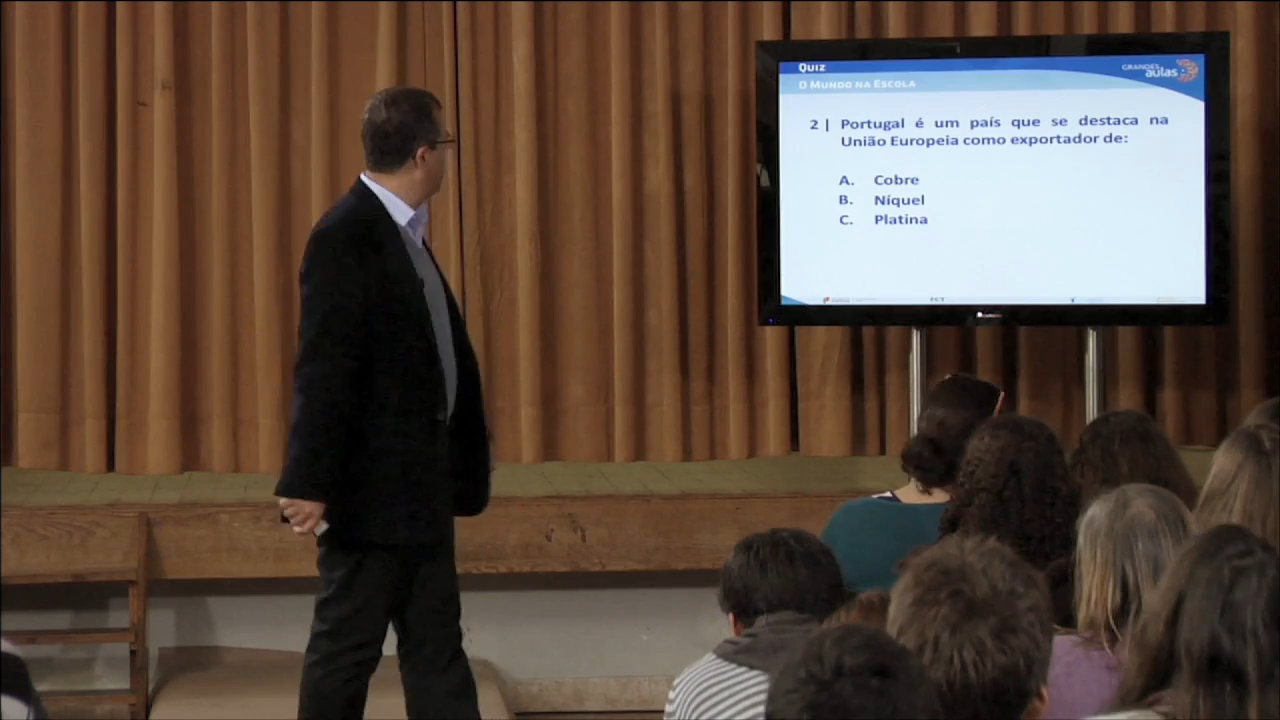 QUIZ
GRANDES
aulas
O MUNDO NA ESCOLA
2 | Portugal é um país que se destaca na
União Europeia como exportador de:
A. Cobre
B. Níquel
C. Platina
FCT